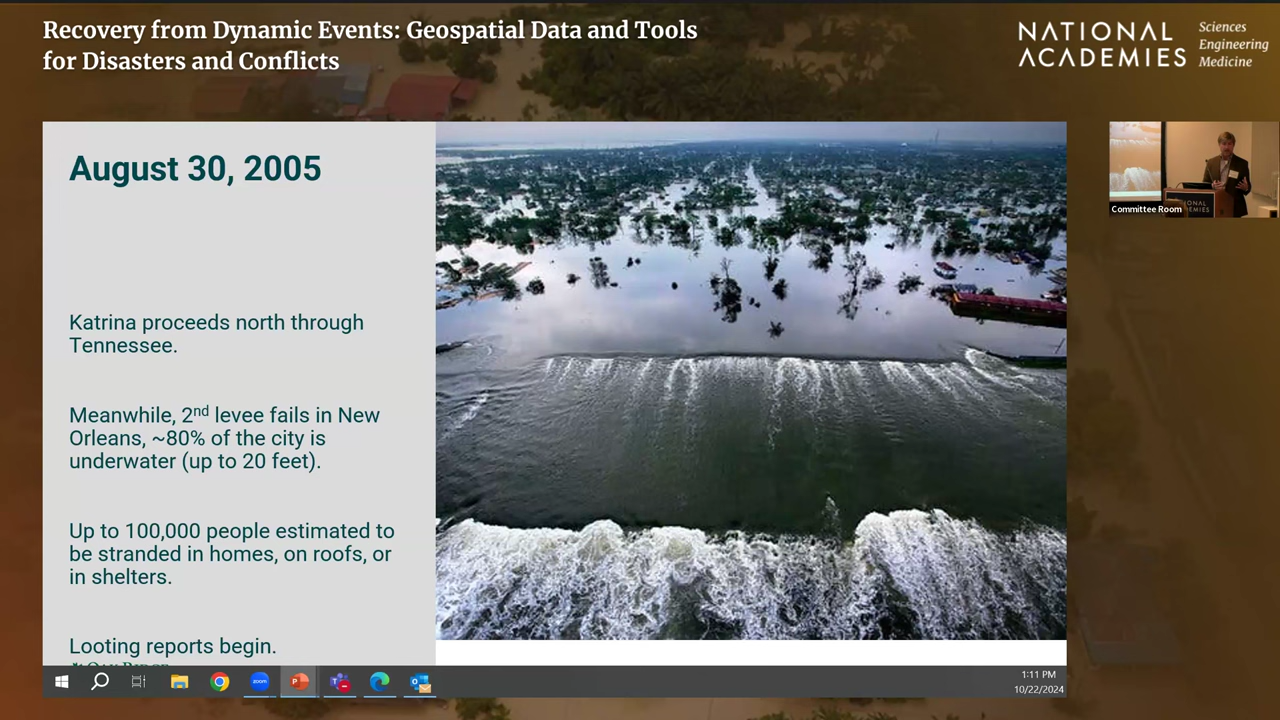 Recovery from Dynamic Events: Geospatial Data and Tools
for Disasters and Conflicts
NATIONAL
ACADEMIES
Sciences
Engineering
Medicine
August 30, 2005
Katrina proceeds north through
Tennessee.
Meanwhile, 2nd levee fails in New
Orleans, ~80% of the city is
underwater (up to 20 feet).
Up to 100,000 people estimated to
be stranded in homes, on roofs, or
in shelters.
Looting reports begin.
Committee Room
zoom
1:11 PM
10/22/2024